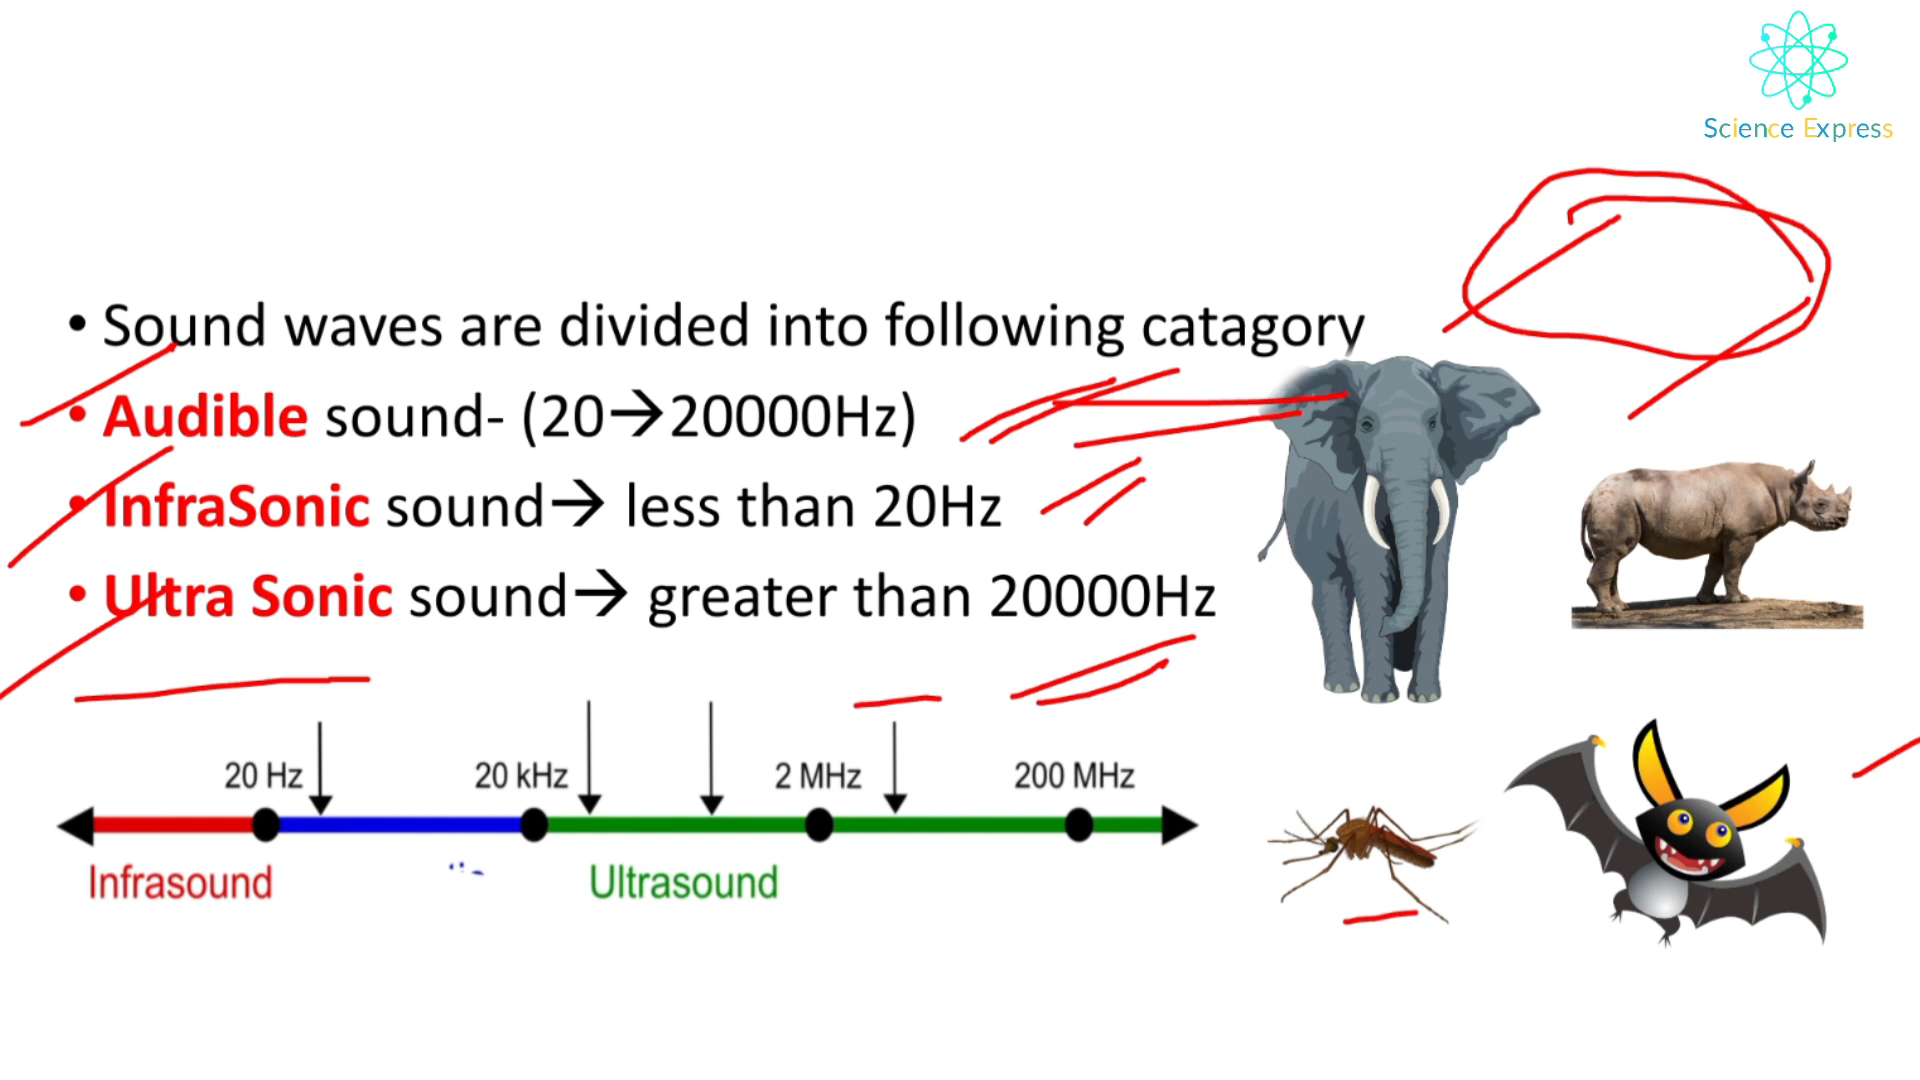 Science Express
• Sound waves are divided into following catagory
• Audible sound- (20→20000Hz)
• InfraSonic sound→ less than 20Hz
• Ultra Sonic sound→ greater than 20000Hz
20 Hz 20 kHz 2 MHz 200 MHz
Infrasound Ultrasound